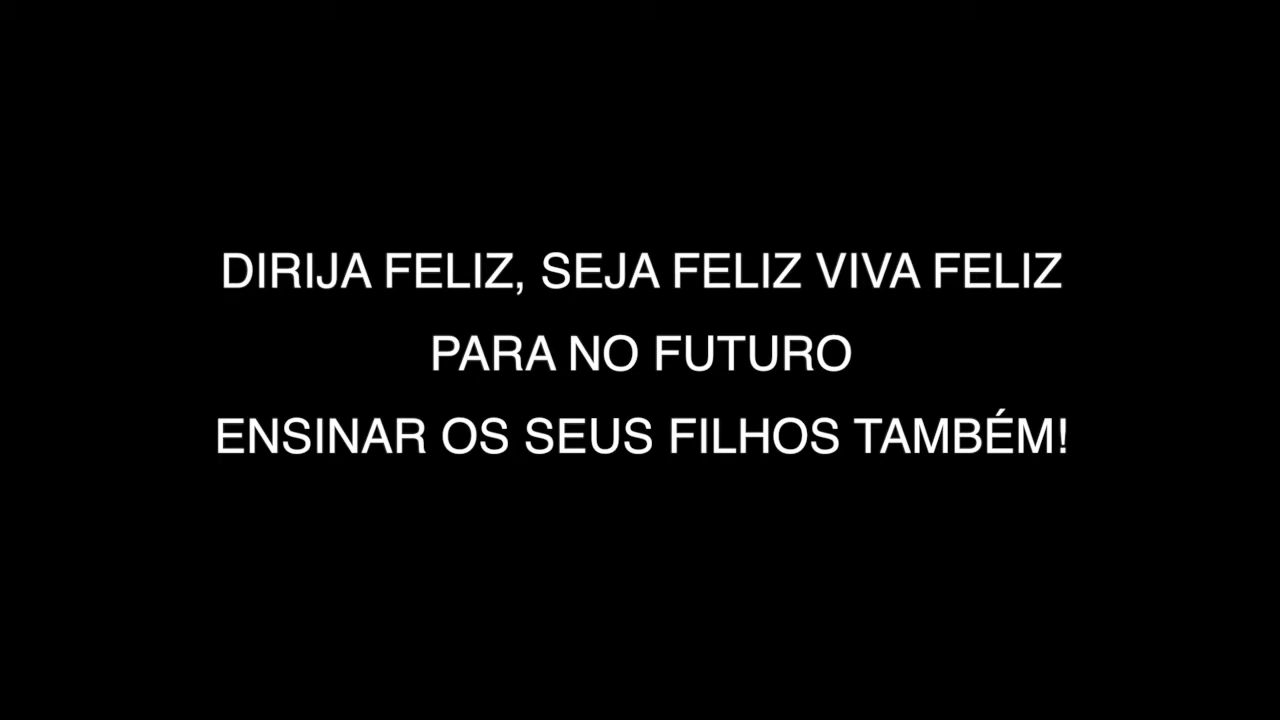 DIRIJA FELIZ, SEJA FELIZ VIVA FELIZ
PARA NO FUTURO
ENSINAR OS SEUS FILHOS TAMBÉM!